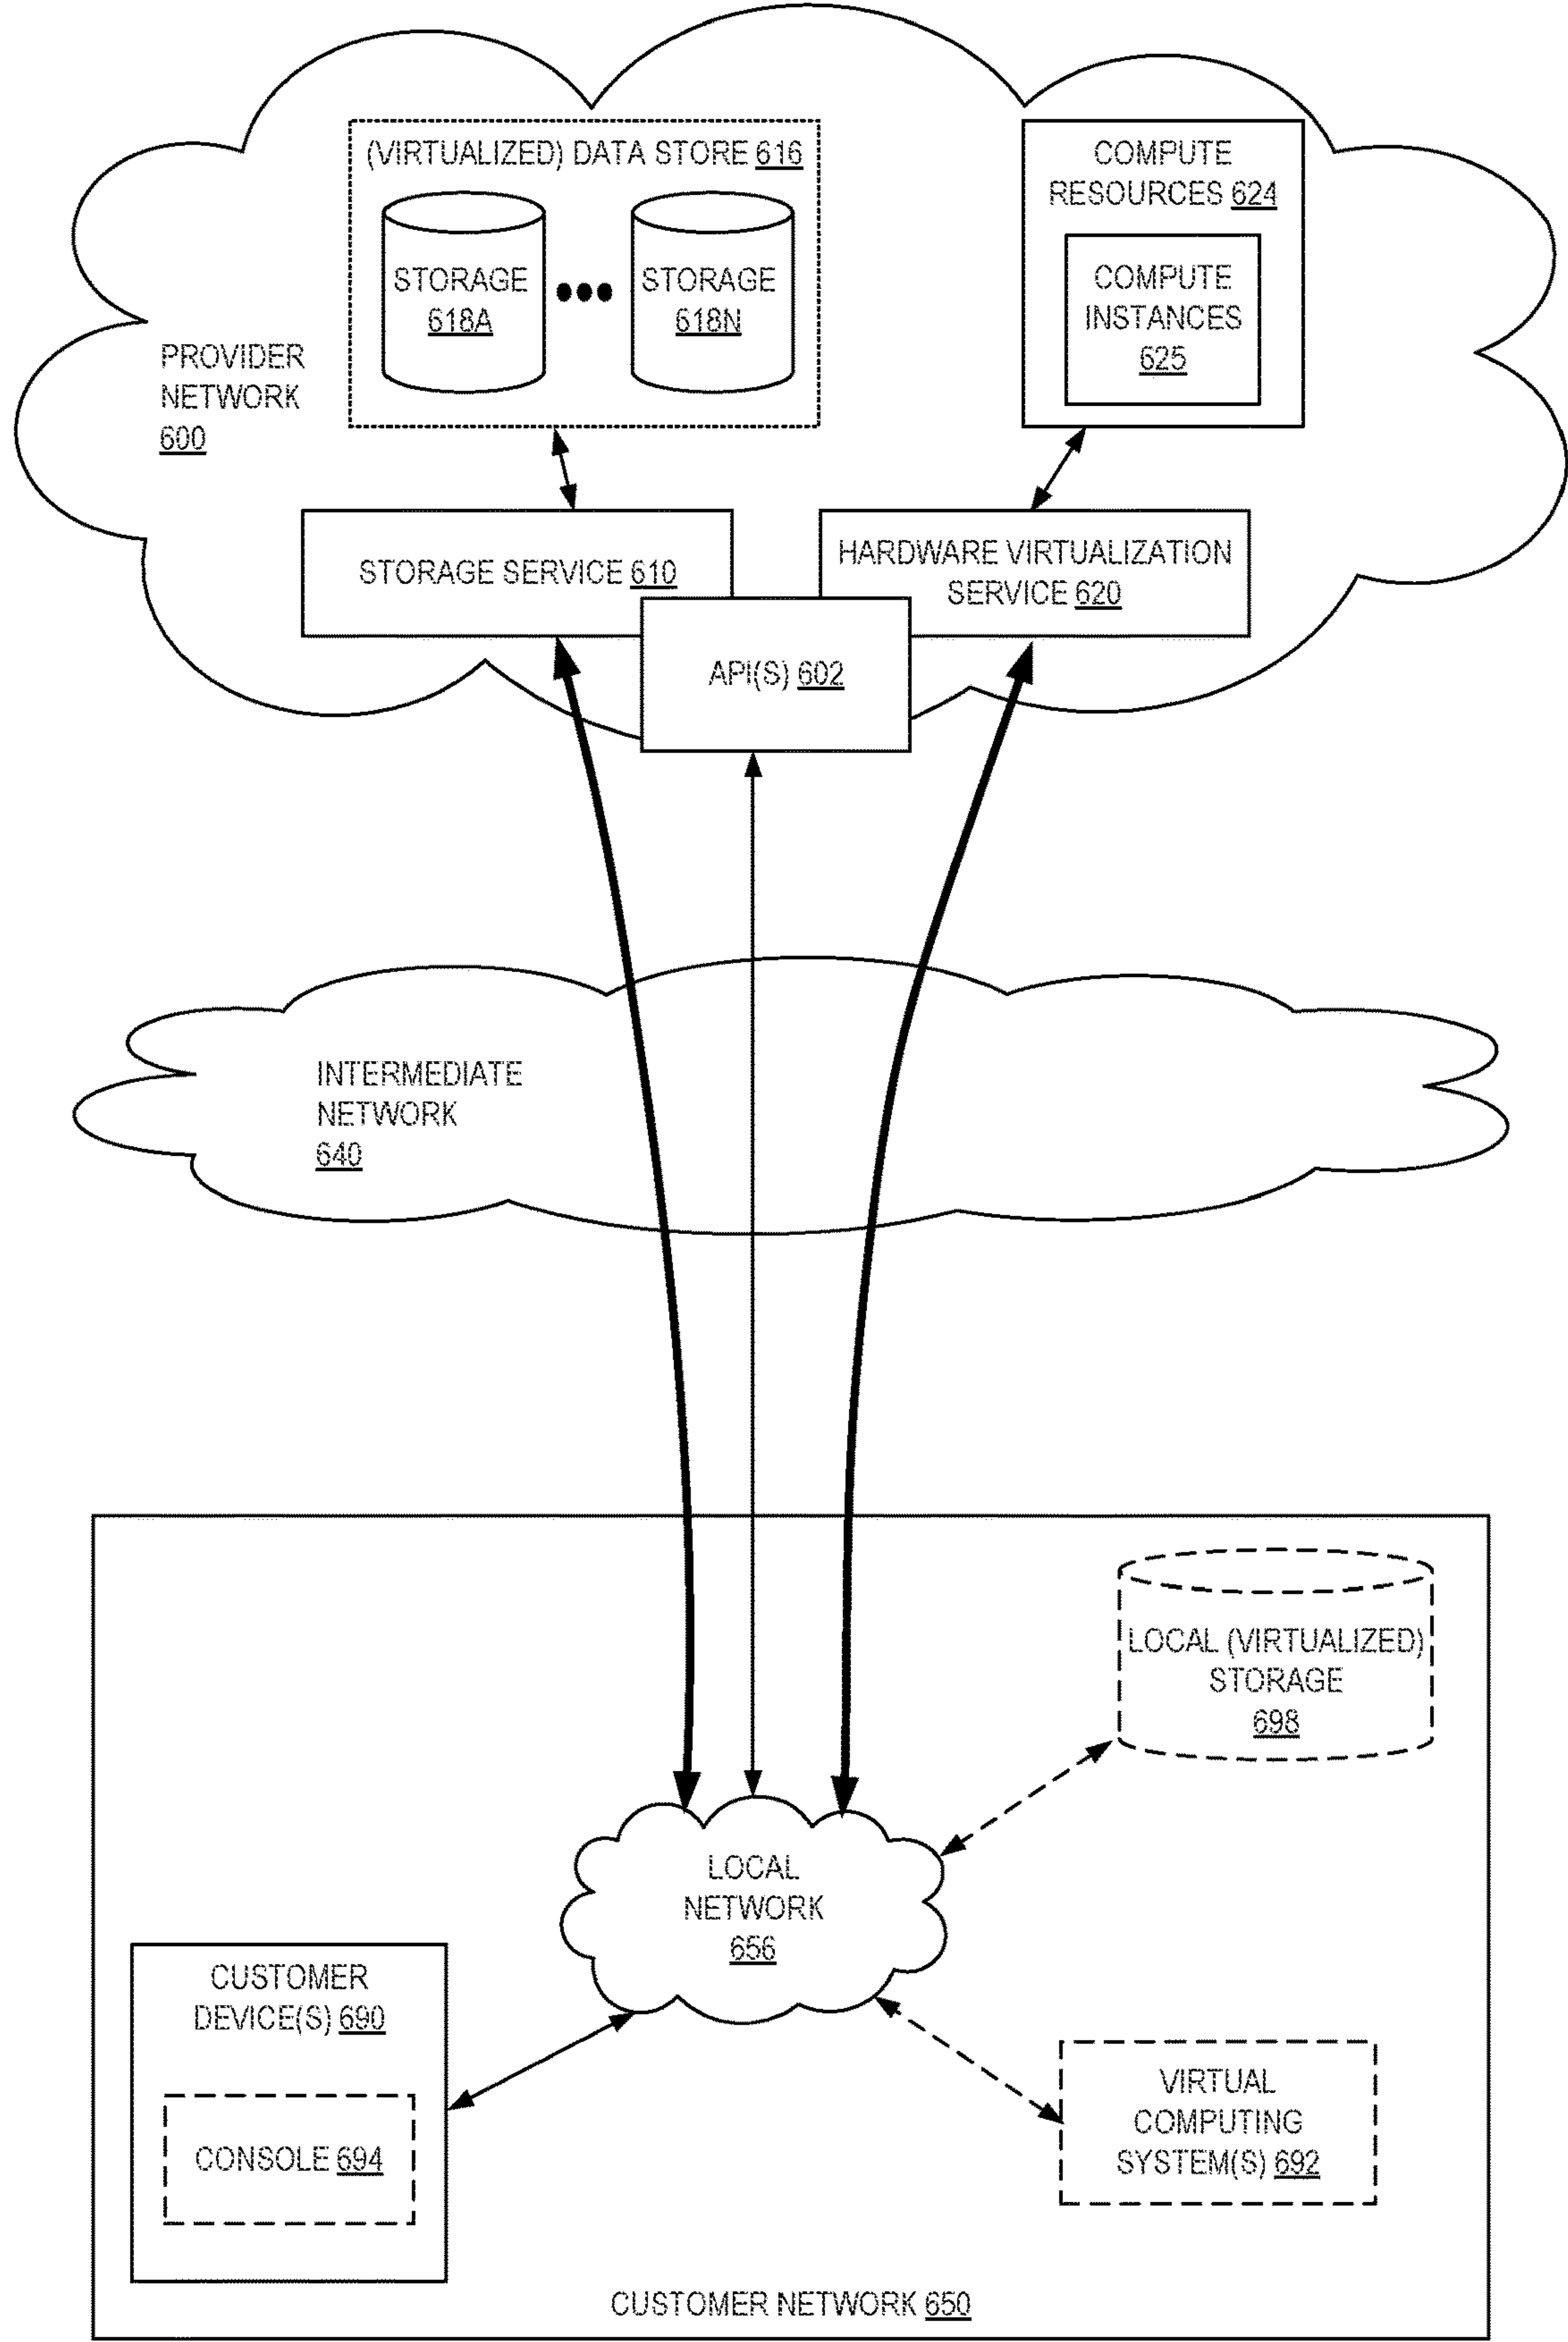 (VIRTUALIZED) DATA STORE 616
STORAGE
618A
STORAGE
618N
COMPUTE
RESOURCES 624
COMPUTE
INSTANCES
625
PROVIDER
NETWORK
600
STORAGE SERVICE 610
HARDWARE VIRTUALIZATION
SERVICE 620
API(S) 602
INTERMEDIATE
NETWORK
640
LOCAL (VIRTUALIZED)
STORAGE
698
LOCAL
NETWORK
656
CUSTOMER
DEVICE(S) 690
CONSOLE 694
VIRTUAL
COMPUTING
SYSTEM(S) 692
CUSTOMER NETWORK 650